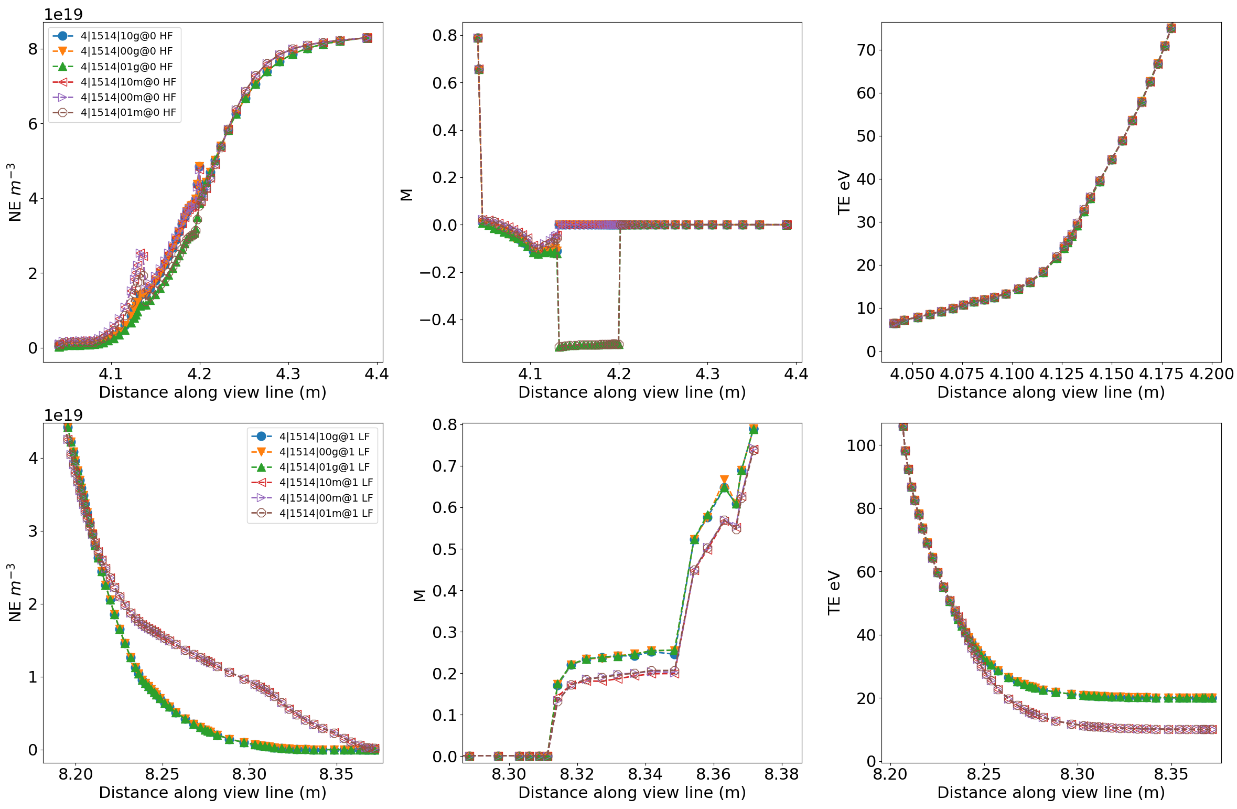 1e19
4|1514|10g@0 HF
4|1514|00g@0 HF
4|1514|01g@0 HF
4|1514|10m@0 HF
4|1514|00m@0 HF
4|1514|01m@0 HF
8
6
4
2
0
NE m⁻³
4.1 4.2 4.3 4.4
Distance along view line (m)
0.8
0.6
0.4
0.2
0.0
−0.2
−0.4
M
4.1 4.2 4.3 4.4
Distance along view line (m)
70
60
50
40
30
20
10
0
TE eV
4.050 4.075 4.100 4.125 4.150 4.175 4.200
Distance along view line (m)
1e19
4|1514|10g@1 LF
4|1514|00g@1 LF
4|1514|01g@1 LF
4|1514|10m@1 LF
4|1514|00m@1 LF
4|1514|01m@1 LF
4
3
2
1
0
NE m⁻³
8.20 8.25 8.30 8.35
Distance along view line (m)
0.8
0.7
0.6
0.5
0.4
0.3
0.2
0.1
0.0
M
8.30 8.32 8.34 8.36 8.38
Distance along view line (m)
100
80
60
40
20
0
TE eV
8.20 8.25 8.30 8.35
Distance along view line (m)